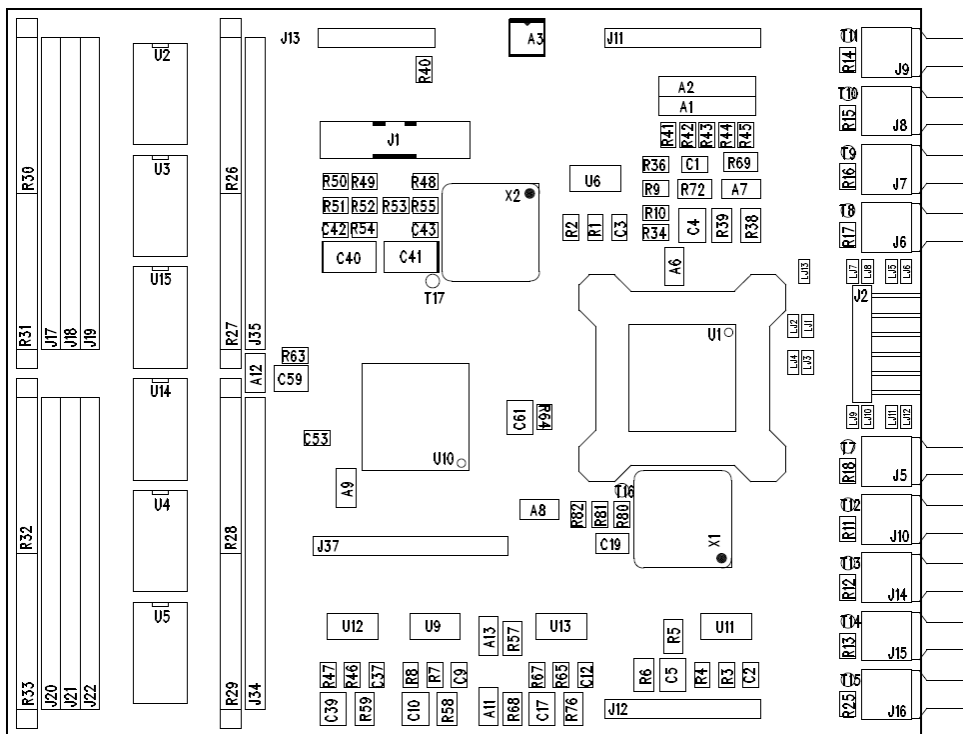 J13 A3 J11 T11
R14 J9
U2 R40
A2
A1
T10
R15 J8
J1
R41 R42 R43 R44 R45
T9
R16 J7
R30 U3 R26
R50 R49 R48 X2 U6 R36 C1 R69
R9 R72 A7
R51 R52 R53 R55 R10
T8
R17 J6
C42 R54 C43 R2 R1 C3 R34 C4 R39 R38
C40 C41 A6
LJ13 LJ7 LJ8 LJ5 LJ6
U15 T17 J2
R31 J17 J18 J19 R27 J35 U1 LJ2 LJ1
R63 LJ4 LJ3
A12 C59
U14
C61 R64 LJ9 LJ10 LJ11 LJ12
C53
U10 T7
R18 J5
A9 T16
U4 T12
A8 R82 R81 R80 R11 J10
R32 R28 J37 C19 X1
T13
R12 J14
U5 U12 U9 A13 R57 U13 R5 U11 T14
R13 J15
R47 R46 C37 R8 R7 C9 R67 R65 C12 R6 C5 R4 R3 C2
T15
R33 J20 J21 J22 R29 J34 C39 R59 C10 R58 A11 R68 C17 R76 J12 R25 J16